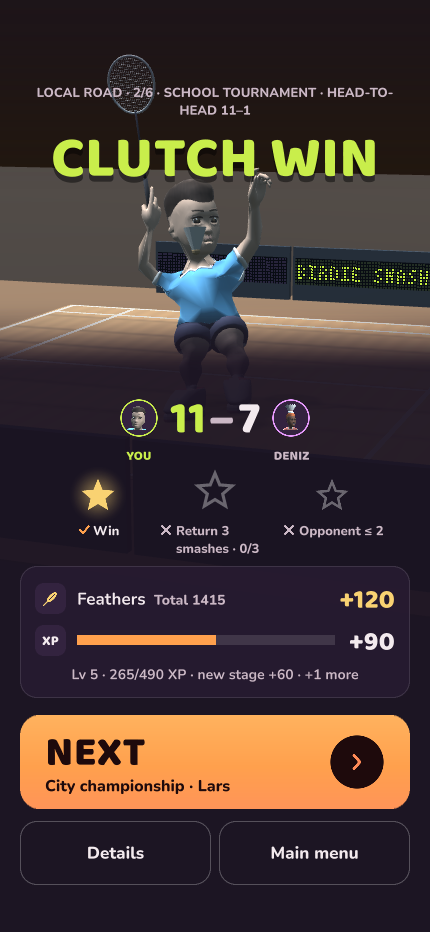 LOCAL ROAD · 2/6 · SCHOOL TOURNAMENT · HEAD-TO-
HEAD 11–1
CLUTCH WIN
BIRDIE SMASH
11–7
YOU
DENIZ
Win
Return 3
smashes · 0/3
Opponent ≤ 2
Feathers Total 1415
+120
XP
+90
Lv 5 · 265/490 XP · new stage +60 · +1 more
NEXT
City championship · Lars
Details
Main menu